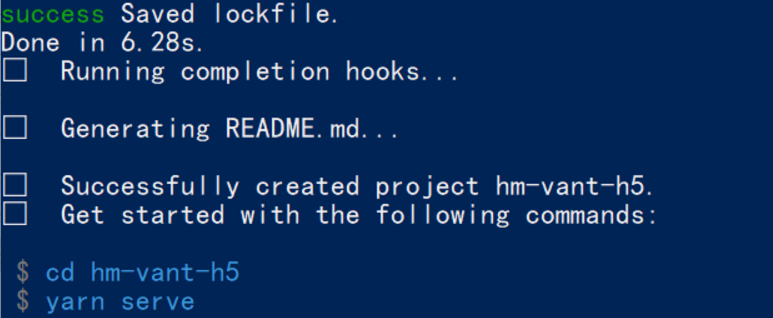 success Saved lockfile.
Done in 6.28s.
□ Running completion hooks...
□ Generating README.md...
□ Successfully created project hm-vant-h5.
□ Get started with the following commands:
$ cd hm-vant-h5
$ yarn serve